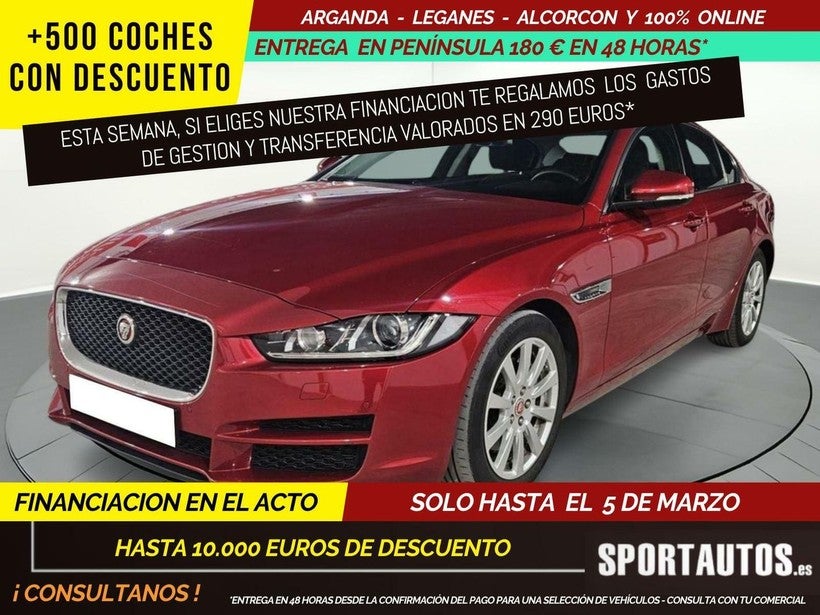 +500 COCHES
CON DESCUENTO
ARGANDA - LEGANES - ALCORCON Y 100% ONLINE
ENTREGA EN PENÍNSULA 180 € EN 48 HORAS*
ESTA SEMANA, SI ELIGES NUESTRA FINANCIACION TE REGALAMOS LOS GASTOS
DE GESTION Y TRANSFERENCIA VALORADOS EN 290 EUROS*
FINANCIACION EN EL ACTO
SOLO HASTA EL 5 DE MARZO
HASTA 10.000 EUROS DE DESCUENTO
SPORTAUTOS.es
¡ CONSULTANOS !
*ENTREGA EN 48 HORAS DESDE LA CONFIRMACIÓN DEL PAGO PARA UNA SELECCIÓN DE VEHÍCULOS - CONSULTA CON TU COMERCIAL